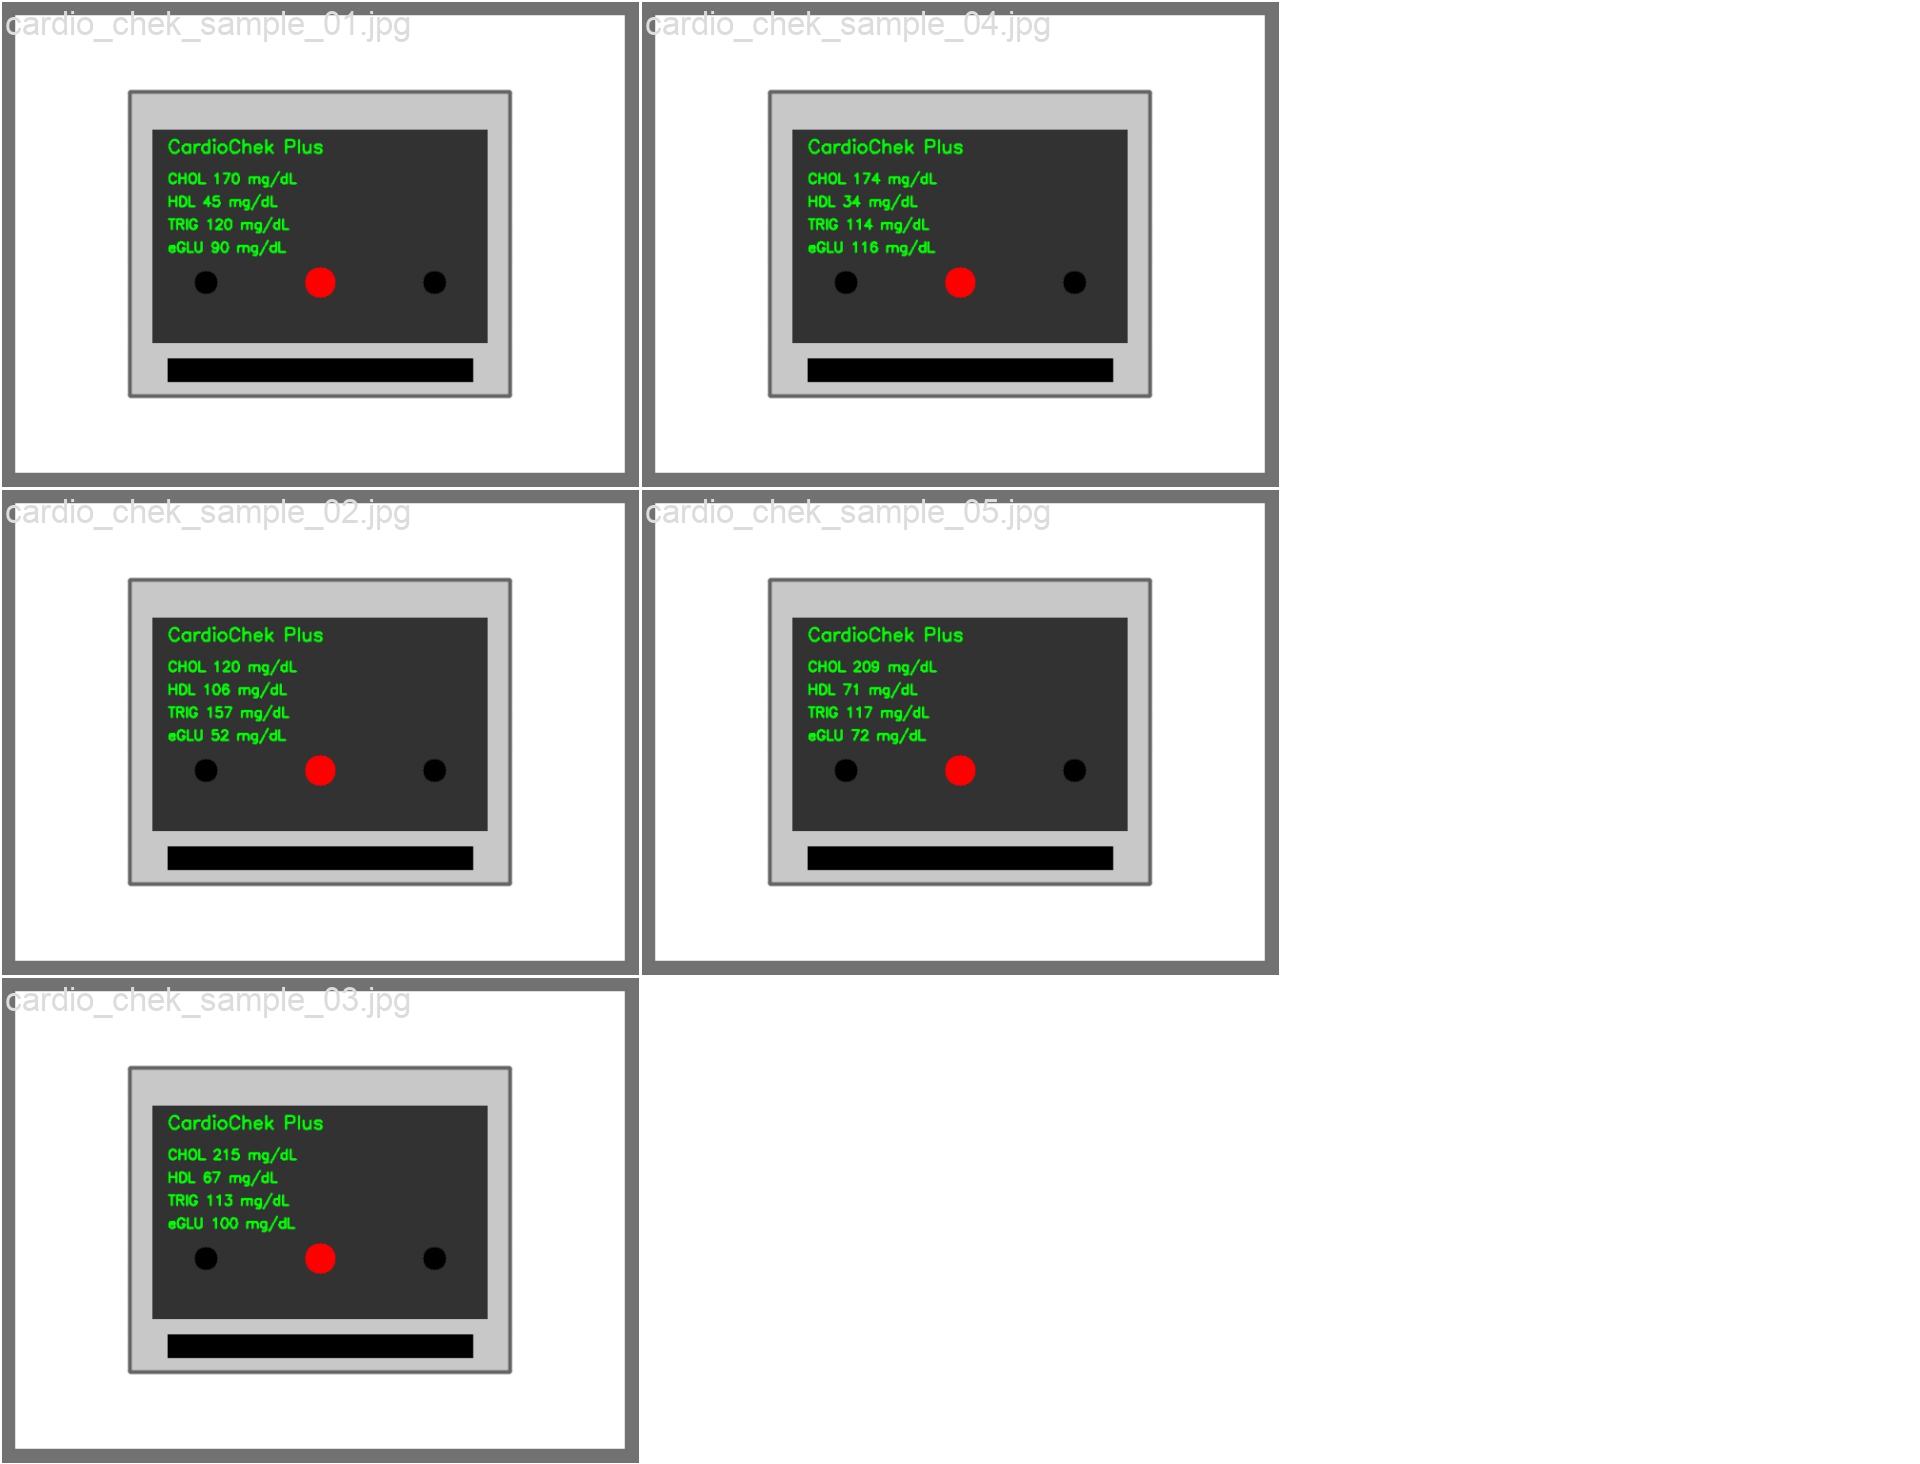 cardio_chek_sample_01.jpg
CardioChek Plus
CHOL 170 mg/dL
HDL 45 mg/dL
TRIG 120 mg/dL
eGLU 90 mg/dL
cardio_chek_sample_02.jpg
CardioChek Plus
CHOL 120 mg/dL
HDL 106 mg/dL
TRIG 157 mg/dL
eGLU 52 mg/dL
cardio_chek_sample_03.jpg
CardioChek Plus
CHOL 215 mg/dL
HDL 67 mg/dL
TRIG 113 mg/dL
eGLU 100 mg/dL
cardio_chek_sample_04.jpg
CardioChek Plus
CHOL 174 mg/dL
HDL 34 mg/dL
TRIG 114 mg/dL
eGLU 116 mg/dL
cardio_chek_sample_05.jpg
CardioChek Plus
CHOL 209 mg/dL
HDL 71 mg/dL
TRIG 117 mg/dL
eGLU 72 mg/dL